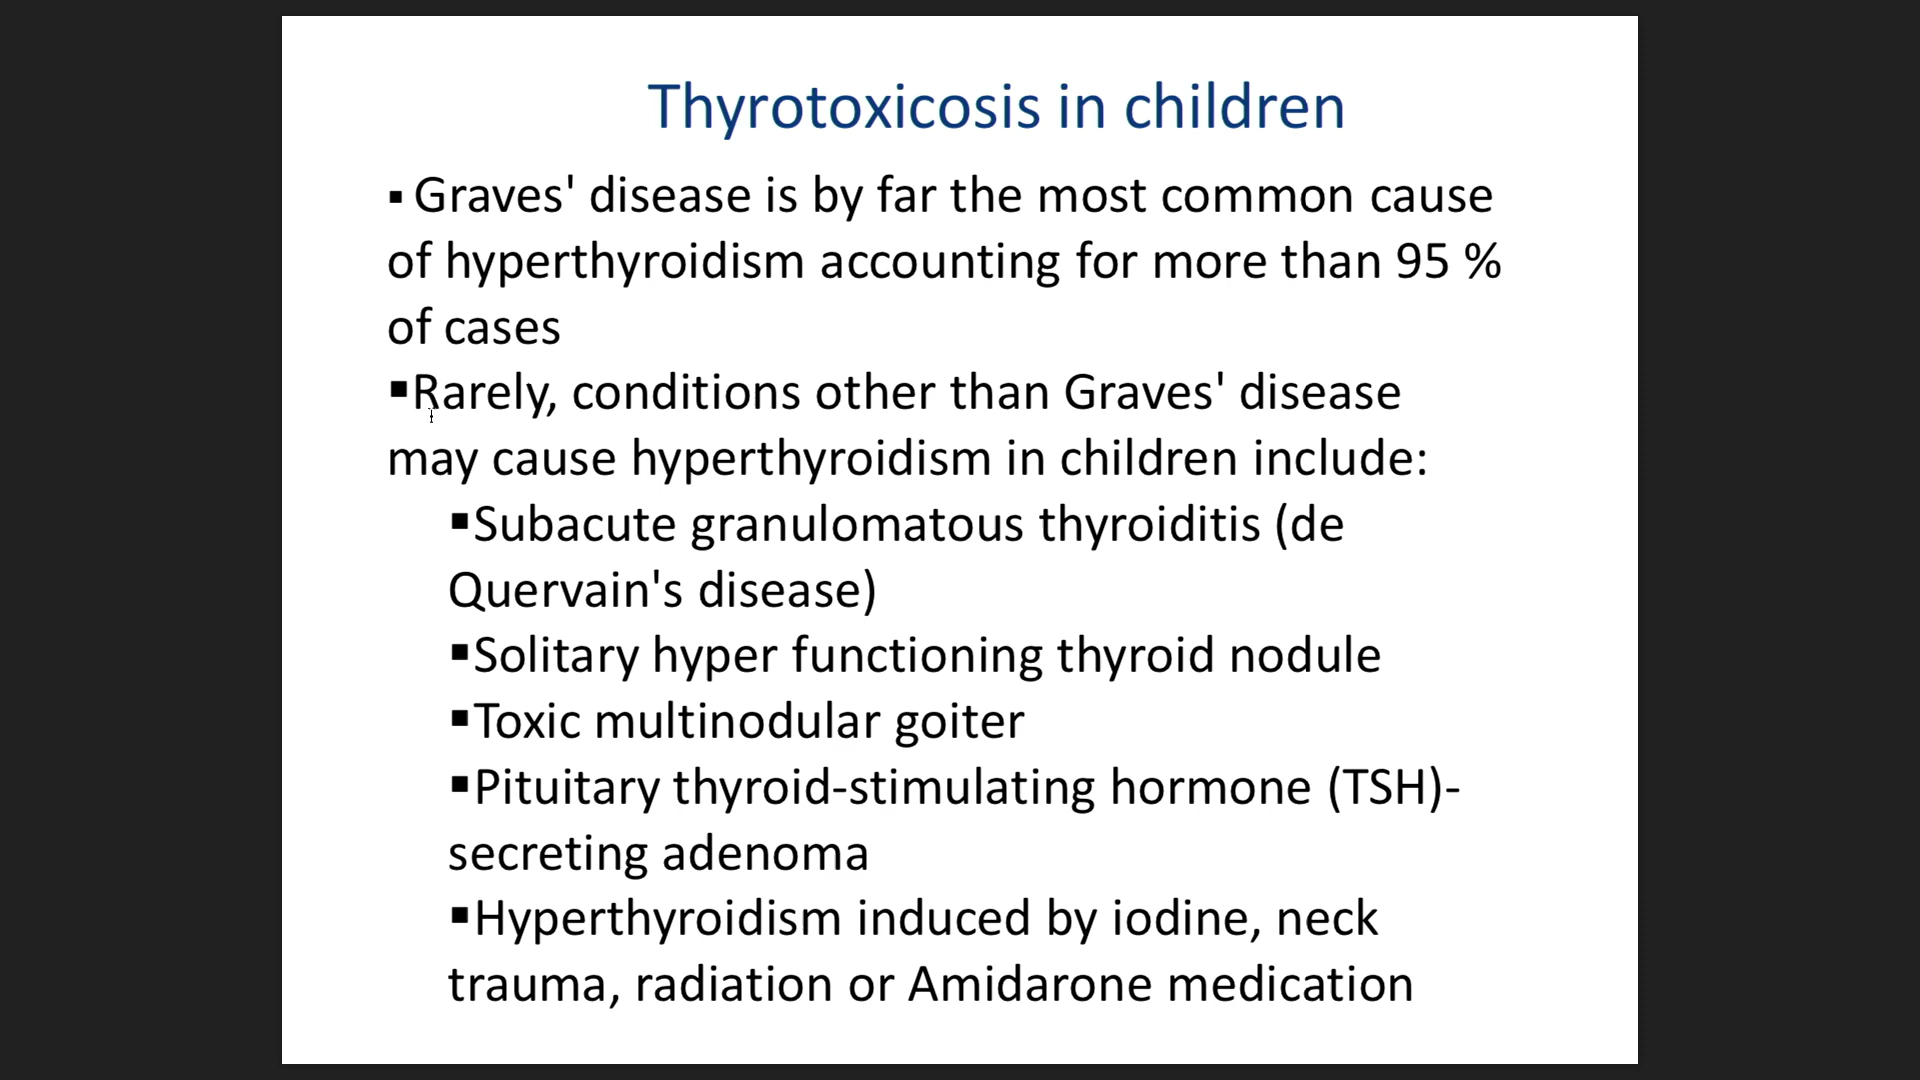 Thyrotoxicosis in children
▪ Graves' disease is by far the most common cause
of hyperthyroidism accounting for more than 95 %
of cases
▪Rarely, conditions other than Graves' disease
may cause hyperthyroidism in children include:
▪Subacute granulomatous thyroiditis (de
Quervain's disease)
▪Solitary hyper functioning thyroid nodule
▪Toxic multinodular goiter
▪Pituitary thyroid-stimulating hormone (TSH)-
secreting adenoma
▪Hyperthyroidism induced by iodine, neck
trauma, radiation or Amidarone medication